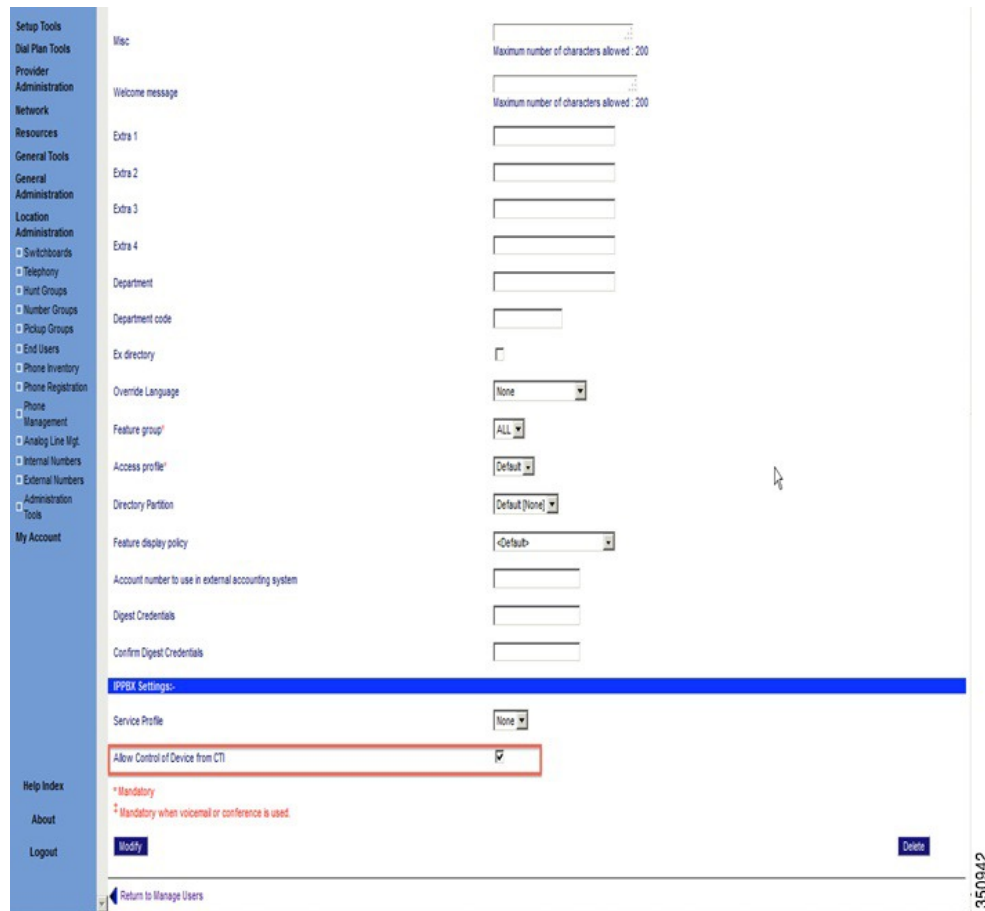 Setup Tools
Dial Plan Tools
Provider
Administration
Network
Resources
General Tools
General
Administration
Location
Administration
Switchboards
Telephony
Hunt Groups
Number Groups
Pickup Groups
End Users
Phone Inventory
Phone Registration
Phone
Management
Analog Line Mgt.
Internal Numbers
External Numbers
Administration
Tools
My Account
Help Index
About
Logout
Misc
Maximum number of characters allowed : 200
Welcome message
Maximum number of characters allowed : 200
Extra 1
Extra 2
Extra 3
Extra 4
Department
Department code
Ex directory
Override Language None
Feature group* ALL
Access profile* Default
Directory Partition Default [None]
Feature display policy <Default>
Account number to use in external accounting system
Digest Credentials
Confirm Digest Credentials
IPPBX Settings:-
Service Profile None
Allow Control of Device from CTI
* Mandatory
‡ Mandatory when voicemail or conference is used.
Modify Delete
Return to Manage Users
350942